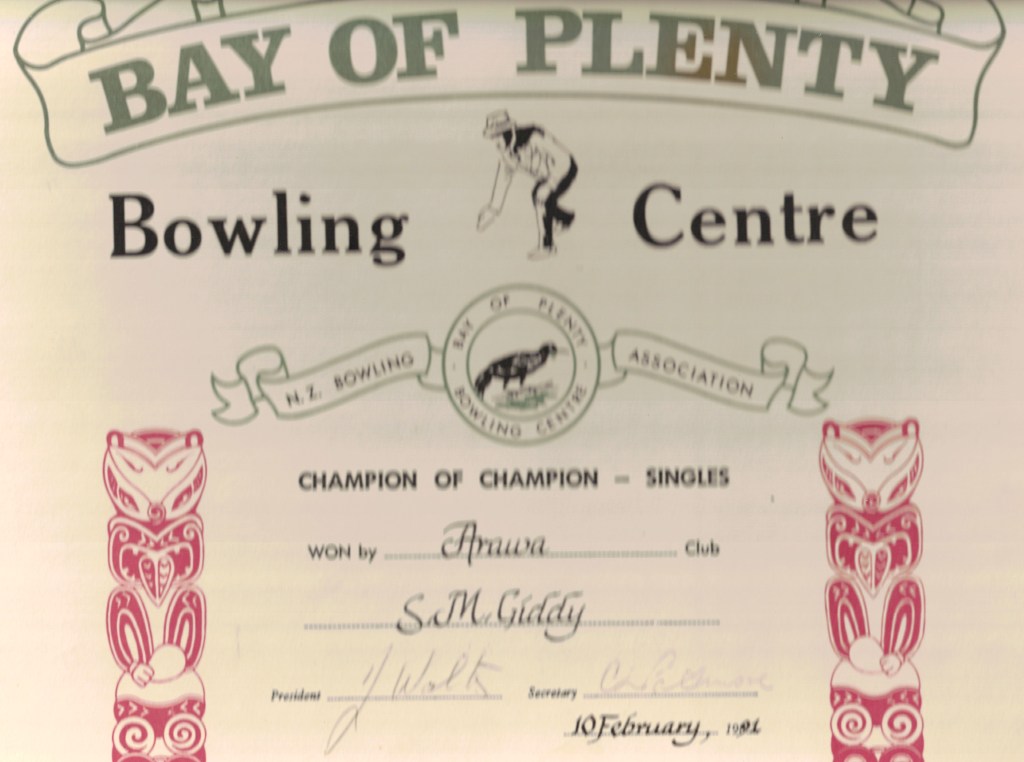 BAY OF PLENTY
Bowling Centre
N.Z. BOWLING ASSOCIATION
BAY OF PLENTY
BOWLING CENTRE
CHAMPION OF CHAMPION – SINGLES
WON by Arawa Club
S.M. Giddy
President Secretary
10 February,